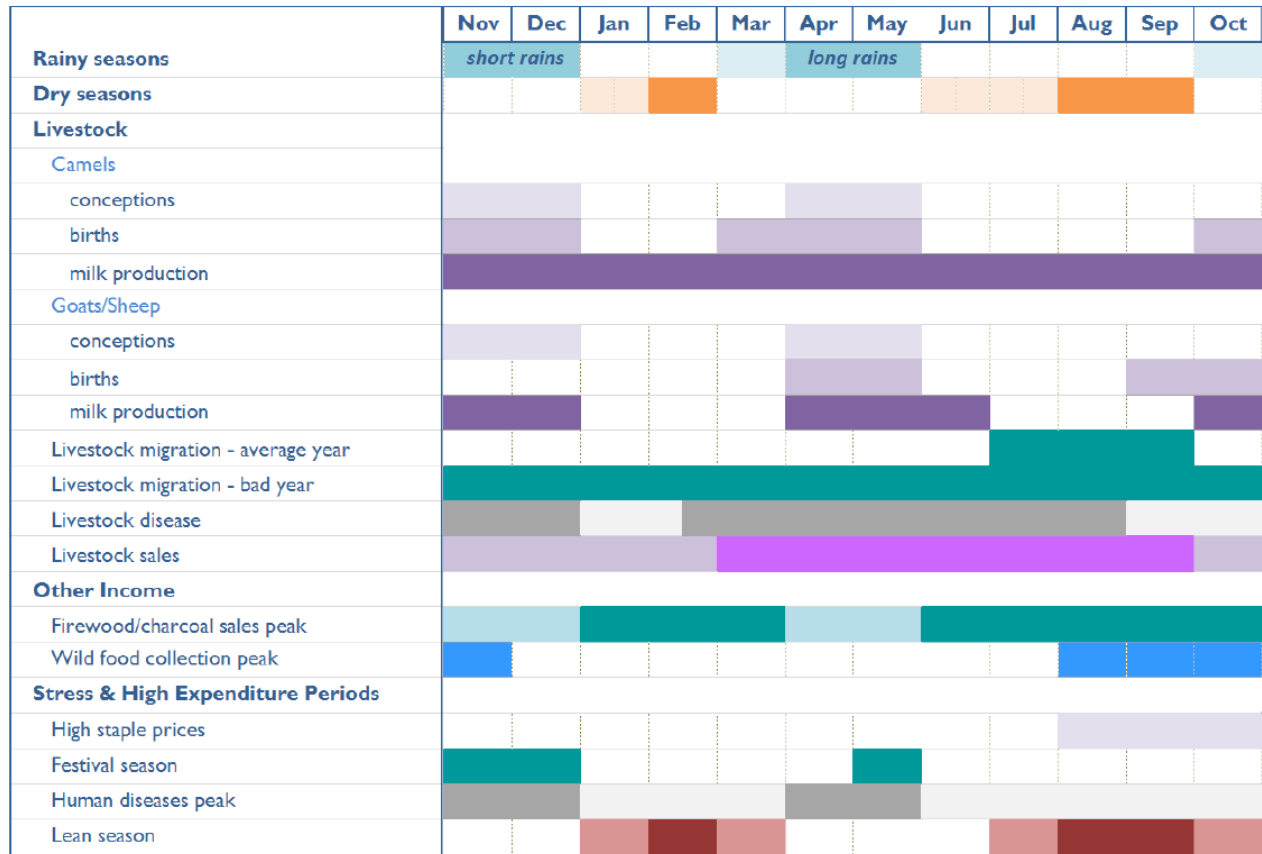 Nov Dec Jan Feb Mar Apr May Jun Jul Aug Sep Oct
Rainy seasons short rains long rains
Dry seasons
Livestock
Camels
conceptions
births
milk production
Goats/Sheep
conceptions
births
milk production
Livestock migration - average year
Livestock migration - bad year
Livestock disease
Livestock sales
Other Income
Firewood/charcoal sales peak
Wild food collection peak
Stress & High Expenditure Periods
High staple prices
Festival season
Human diseases peak
Lean season